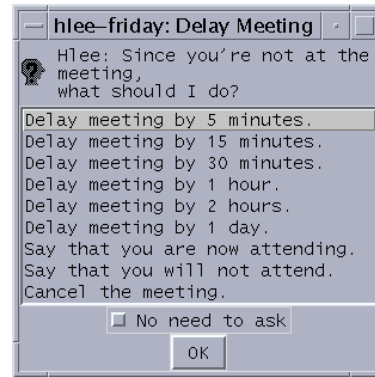 hlee-friday: Delay Meeting
Hlee: Since you're not at the
meeting,
what should I do?
Delay meeting by 5 minutes.
Delay meeting by 15 minutes.
Delay meeting by 30 minutes.
Delay meeting by 1 hour.
Delay meeting by 2 hours.
Delay meeting by 1 day.
Say that you are now attending.
Say that you will not attend.
Cancel the meeting.
No need to ask
OK